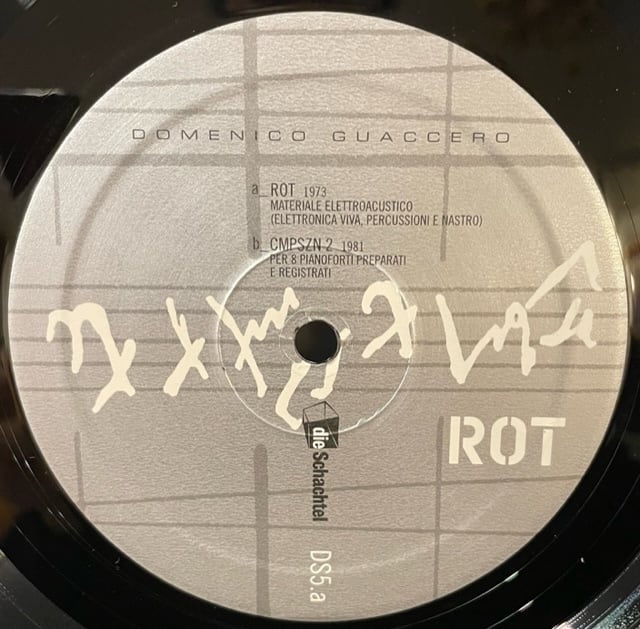 DOMENICO GUACCERO
a_ROT 1973
MATERIALE ELETTROACUSTICO
(ELETTRONICA VIVA, PERCUSSIONI E NASTRO)
b_CMPSZN 2 1981
PER 8 PIANOFORTI PREPARATI
E REGISTRATI
ROT
die Schachtel
DS5.a